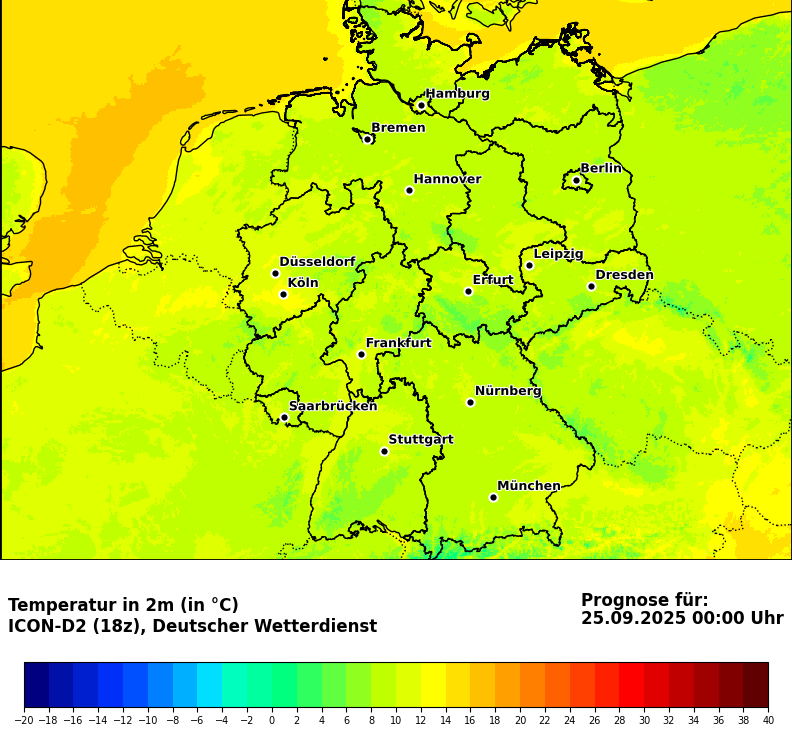 Hamburg
Bremen
Berlin
Hannover
Düsseldorf
Leipzig
Köln
Erfurt
Dresden
Frankfurt
Nürnberg
Saarbrücken
Stuttgart
München
Temperatur in 2m (in °C)
ICON-D2 (18z), Deutscher Wetterdienst
Prognose für:
25.09.2025 00:00 Uhr
−20 −18 −16 −14 −12 −10 −8 −6 −4 −2 0 2 4 6 8 10 12 14 16 18 20 22 24 26 28 30 32 34 36 38 40